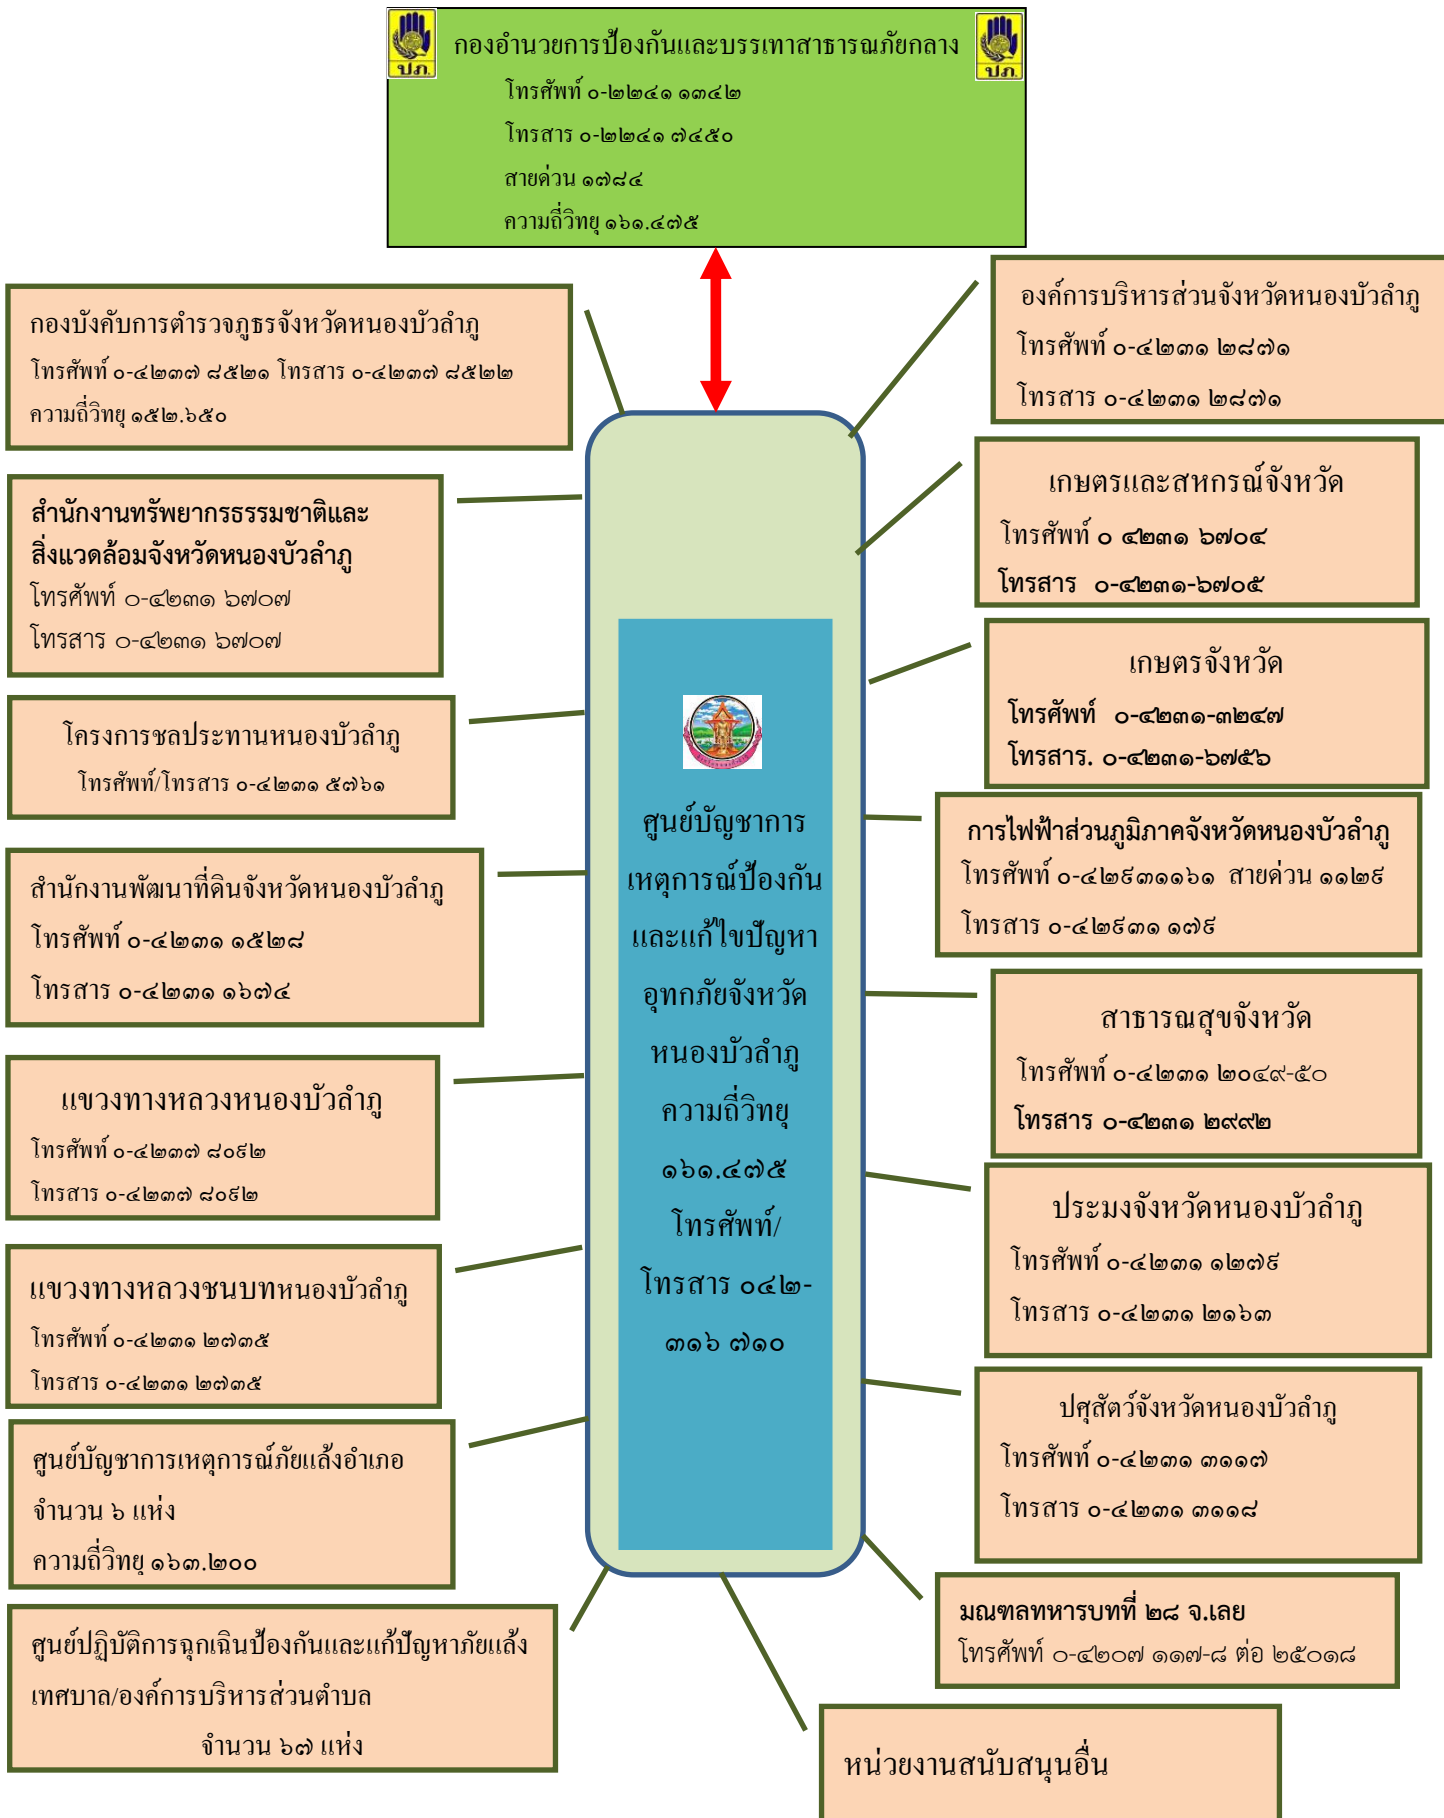 กองอำนวยการป้องกันและบรรเทาสาธารณภัยกลาง
ปภ.
ปภ.
โทรศัพท์ ๐-๒๒๔๑ ๑๓๔๒
โทรสาร ๐-๒๒๔๑ ๗๔๕๐
สายด่วน ๑๗๘๔
ความถี่วิทยุ ๑๖๑.๔๗๕
กองบังคับการตำรวจภูธรจังหวัดหนองบัวลำภู
โทรศัพท์ ๐-๔๒๓๗ ๘๕๒๑ โทรสาร ๐-๔๒๓๗ ๘๕๒๒
ความถี่วิทยุ ๑๕๒.๖๕๐
สำนักงานทรัพยากรธรรมชาติและ
สิ่งแวดล้อมจังหวัดหนองบัวลำภู
โทรศัพท์ ๐-๔๒๓๑ ๖๗๐๗
โทรสาร ๐-๔๒๓๑ ๖๗๐๗
โครงการชลประทานหนองบัวลำภู
โทรศัพท์/โทรสาร ๐-๔๒๓๑ ๕๗๖๑
สำนักงานพัฒนาที่ดินจังหวัดหนองบัวลำภู
โทรศัพท์ ๐-๔๒๓๑ ๑๕๒๘
โทรสาร ๐-๔๒๓๑ ๑๖๗๔
แขวงทางหลวงหนองบัวลำภู
โทรศัพท์ ๐-๔๒๓๗ ๘๐๙๒
โทรสาร ๐-๔๒๓๗ ๘๐๙๒
แขวงทางหลวงชนบทหนองบัวลำภู
โทรศัพท์ ๐-๔๒๓๑ ๒๗๓๕
โทรสาร ๐-๔๒๓๑ ๒๗๓๕
ศูนย์บัญชาการเหตุการณ์ภัยแล้งอำเภอ
จำนวน ๖ แห่ง
ความถี่วิทยุ ๑๖๓.๒๐๐
ศูนย์ปฏิบัติการฉุกเฉินป้องกันและแก้ปัญหาภัยแล้ง
เทศบาล/องค์การบริหารส่วนตำบล
จำนวน ๖๗ แห่ง
ศูนย์บัญชาการ
เหตุการณ์ป้องกัน
และแก้ไขปัญหา
อุทกภัยจังหวัด
หนองบัวลำภู
ความถี่วิทยุ
๑๖๑.๔๗๕
โทรศัพท์/
โทรสาร ๐๔๒-
๓๑๖ ๗๑๐
องค์การบริหารส่วนจังหวัดหนองบัวลำภู
โทรศัพท์ ๐-๔๒๓๑ ๒๘๗๑
โทรสาร ๐-๔๒๓๑ ๒๘๗๑
เกษตรและสหกรณ์จังหวัด
โทรศัพท์ ๐ ๔๒๓๑ ๖๗๐๔
โทรสาร ๐-๔๒๓๑-๖๗๐๕
เกษตรจังหวัด
โทรศัพท์ ๐-๔๒๓๑-๓๒๔๗
โทรสาร. ๐-๔๒๓๑-๖๗๕๖
การไฟฟ้าส่วนภูมิภาคจังหวัดหนองบัวลำภู
โทรศัพท์ ๐-๔๒๙๓๑๑๖๑ สายด่วน ๑๑๒๙
โทรสาร ๐-๔๒๙๓๑ ๑๗๙
สาธารณสุขจังหวัด
โทรศัพท์ ๐-๔๒๓๑ ๒๐๔๙-๕๐
โทรสาร ๐-๔๒๓๑ ๒๙๙๒
ประมงจังหวัดหนองบัวลำภู
โทรศัพท์ ๐-๔๒๓๑ ๑๒๗๙
โทรสาร ๐-๔๒๓๑ ๒๑๖๓
ปศุสัตว์จังหวัดหนองบัวลำภู
โทรศัพท์ ๐-๔๒๓๑ ๓๑๑๗
โทรสาร ๐-๔๒๓๑ ๓๑๑๘
มณฑลทหารบกที่ ๒๘ จ.เลย
โทรศัพท์ ๐-๔๒๐๗ ๑๑๗-๘ ต่อ ๒๕๐๑๘
หน่วยงานสนับสนุนอื่น